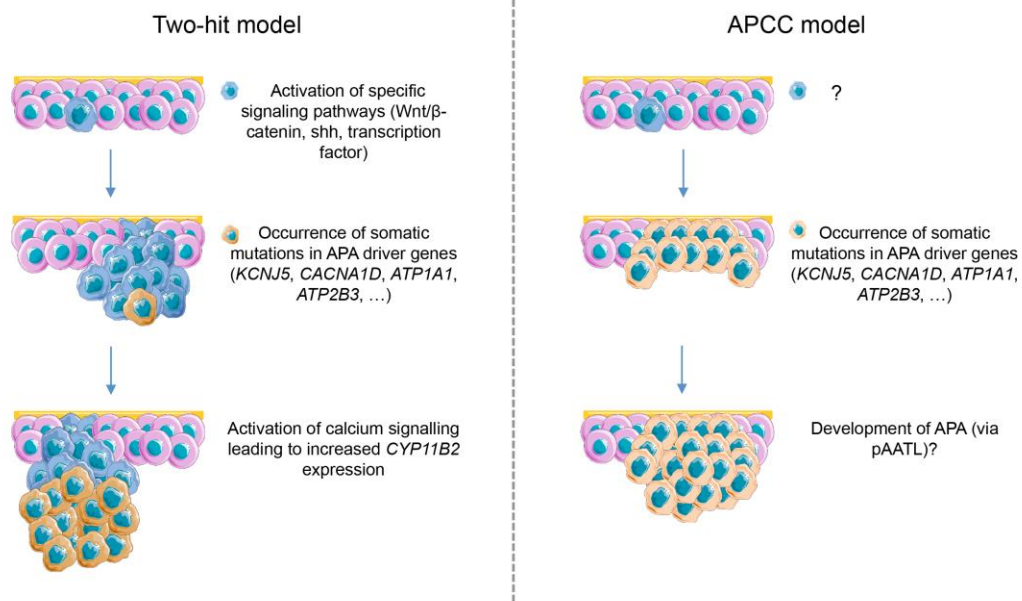 Two-hit model
Activation of specific
signaling pathways (Wnt/β-
catenin, shh, transcription
factor)
Occurrence of somatic
mutations in APA driver genes
(KCNJ5, CACNA1D, ATP1A1,
ATP2B3, …)
Activation of calcium signalling
leading to increased CYP11B2
expression
APCC model
?
Occurrence of somatic
mutations in APA driver genes
(KCNJ5, CACNA1D, ATP1A1,
ATP2B3, …)
Development of APA (via
pAATL)?